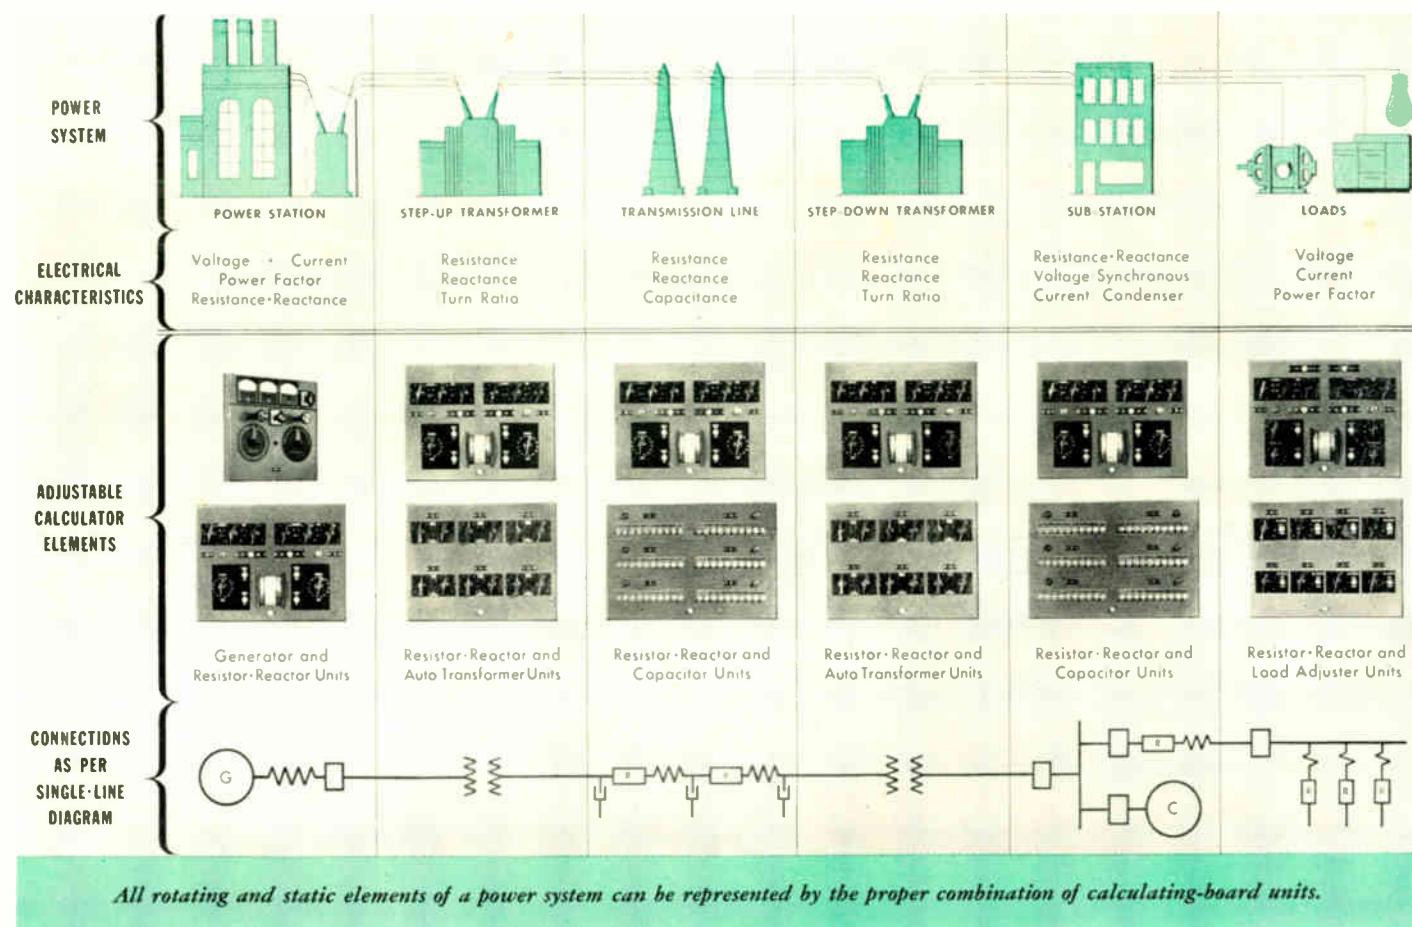 POWER
SYSTEM
POWER STATION
STEP-UP TRANSFORMER
TRANSMISSION LINE
STEP-DOWN TRANSFORMER
SUB-STATION
LOADS
ELECTRICAL
CHARACTERISTICS
Voltage • Current
Power Factor
Resistance•Reactance
Resistance
Reactance
Turn Ratio
Resistance
Reactance
Capacitance
Resistance
Reactance
Turn Ratio
Resistance•Reactance
Voltage Synchronous
Current Condenser
Voltage
Current
Power Factor
ADJUSTABLE
CALCULATOR
ELEMENTS
Generator and
Resistor•Reactor Units
Resistor•Reactor and
Auto Transformer Units
Resistor•Reactor and
Capacitor Units
Resistor•Reactor and
Auto Transformer Units
Resistor•Reactor and
Capacitor Units
Resistor•Reactor and
Load Adjuster Units
CONNECTIONS
AS PER
SINGLE-LINE
DIAGRAM
G
C
All rotating and static elements of a power system can be represented by the proper combination of calculating-board units.